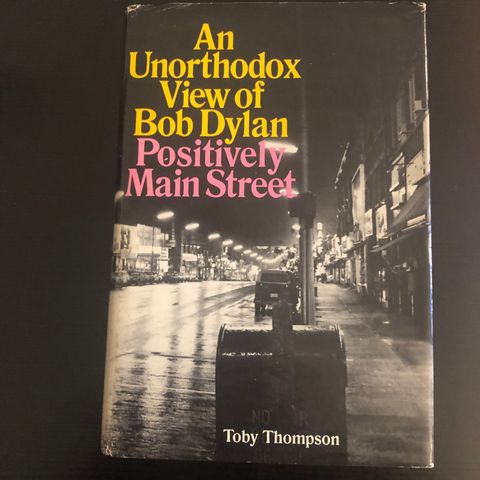 An
Unorthodox
View of
Bob Dylan
Positively
Main Street
Toby Thompson